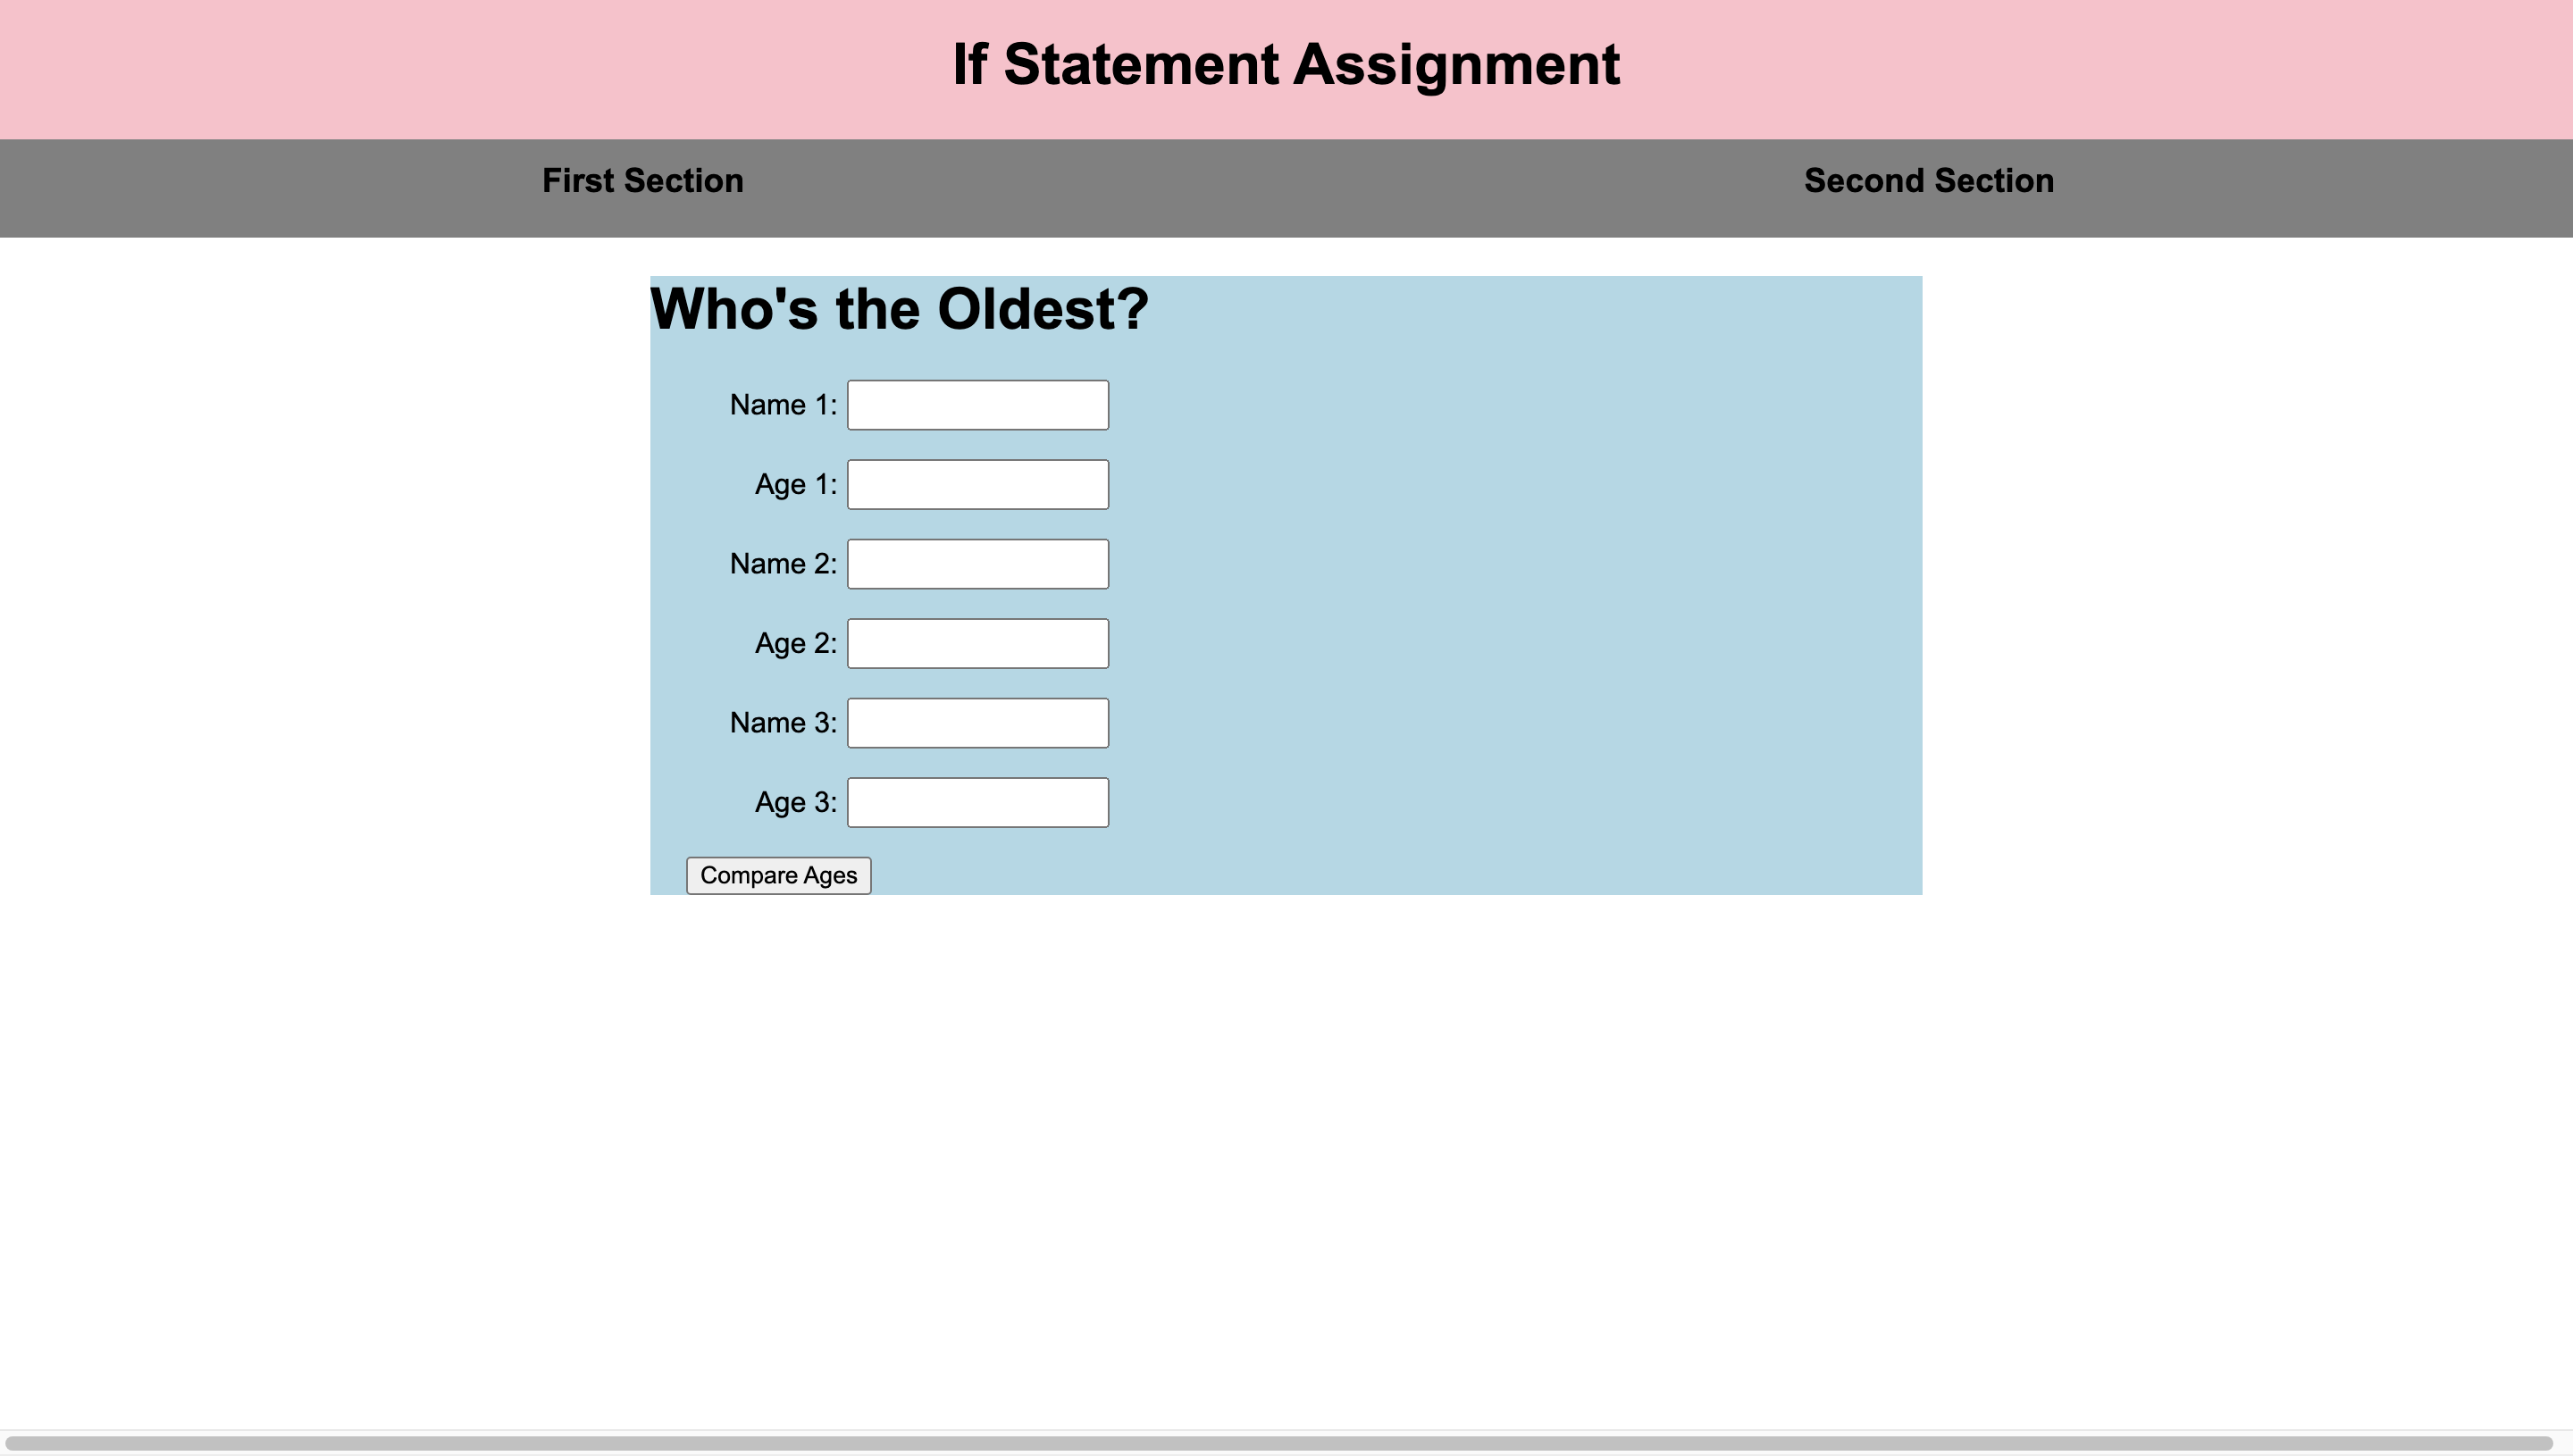 If Statement Assignment
First Section Second Section
Who's the Oldest?
Name 1:
Age 1:
Name 2:
Age 2:
Name 3:
Age 3:
Compare Ages